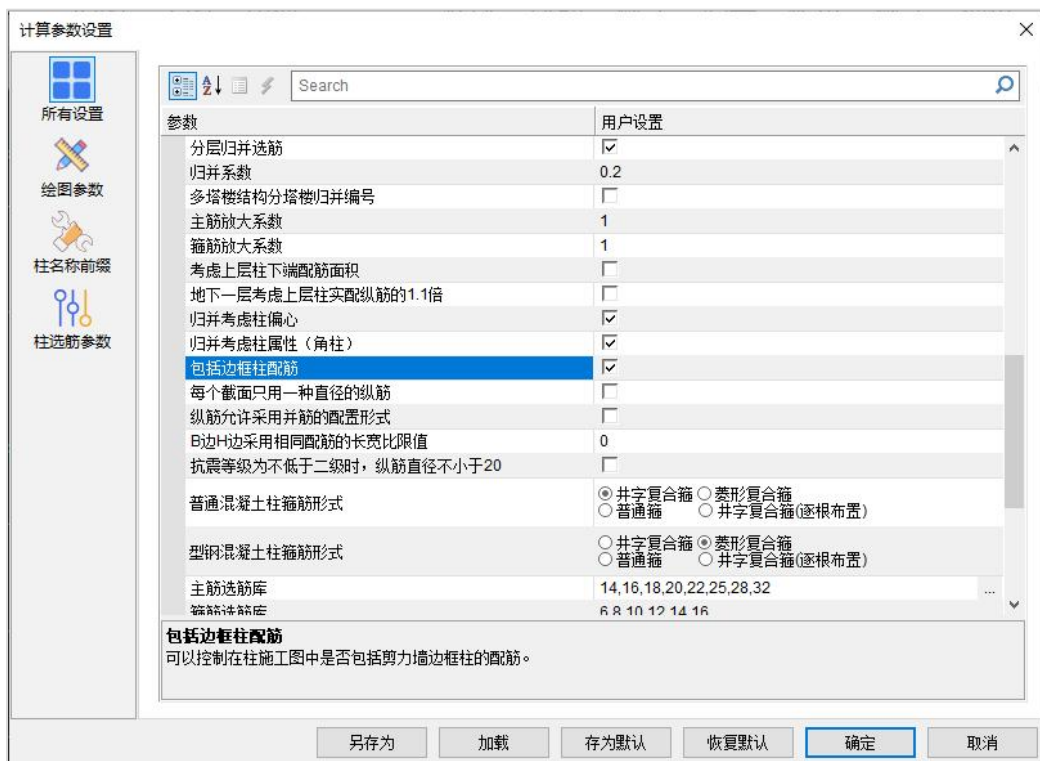 计算参数设置
所有设置
绘图参数
柱名称前缀
柱选筋参数
Search
参数 用户设置
分层归并选筋
归并系数 0.2
多塔楼结构分塔楼归并编号
主筋放大系数 1
箍筋放大系数 1
考虑上层柱下端配筋面积
地下一层考虑上层柱实配纵筋的1.1倍
归并考虑柱偏心
归并考虑柱属性（角柱）
包括边框柱配筋
每个截面只用一种直径的纵筋
纵筋允许采用并筋的配置形式
B边H边采用相同配筋的长宽比限值 0
抗震等级为不低于二级时，纵筋直径不小于20
普通混凝土柱箍筋形式 井字复合箍 菱形复合箍
普通箍 井字复合箍(逐根布置)
型钢混凝土柱箍筋形式 井字复合箍 菱形复合箍
普通箍 井字复合箍(逐根布置)
主筋选筋库 14,16,18,20,22,25,28,32 ...
箍筋选筋库 6,8,10,12,14,16
包括边框柱配筋
可以控制在柱施工图中是否包括剪力墙边框柱的配筋。
另存为 加载 存为默认 恢复默认 确定 取消